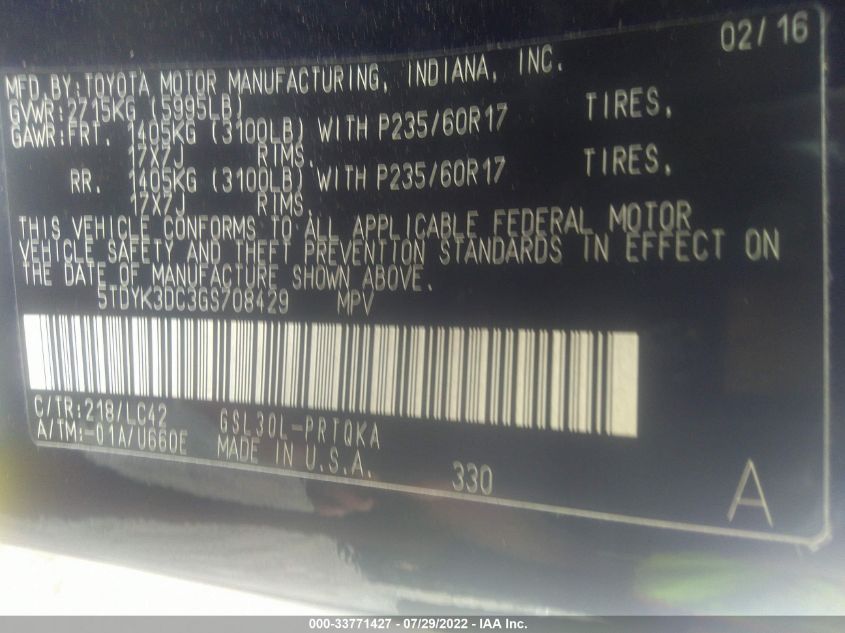 02/16
MFD.BY:TOYOTA MOTOR MANUFACTURING, INDIANA, INC.
GVWR:2715KG (5995LB)
GAWR:FRT. 1405KG (3100LB) WITH P235/60R17 TIRES,
17X7J RIMS,
RR. 1405KG (3100LB) WITH P235/60R17 TIRES,
17X7J RIMS.
THIS VEHICLE CONFORMS TO ALL APPLICABLE FEDERAL MOTOR
VEHICLE SAFETY AND THEFT PREVENTION STANDARDS IN EFFECT ON
THE DATE OF MANUFACTURE SHOWN ABOVE.
5TDYK3DC3GS708429 MPV
C/TR:218/LC42 GSL30L-PRTQKA
A/TM:-01A/U660E MADE IN U.S.A. 330
A
000-33771427 - 07/29/2022 - IAA Inc.